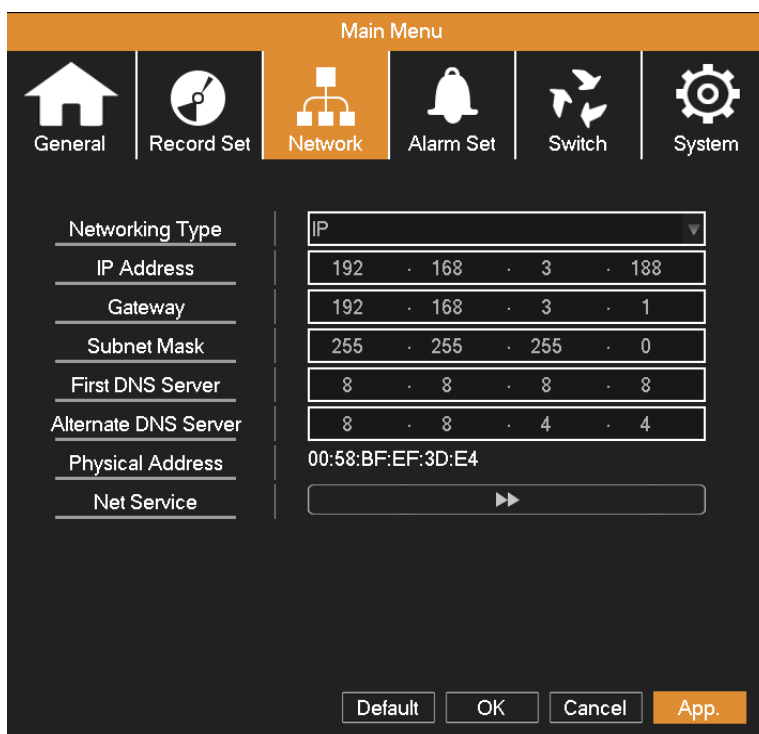 Main Menu
General Record Set Network Alarm Set Switch System
Networking Type IP
IP Address 192 . 168 . 3 . 188
Gateway 192 . 168 . 3 . 1
Subnet Mask 255 . 255 . 255 . 0
First DNS Server 8 . 8 . 8 . 8
Alternate DNS Server 8 . 8 . 4 . 4
Physical Address 00:58:BF:EF:3D:E4
Net Service
Default OK Cancel App.